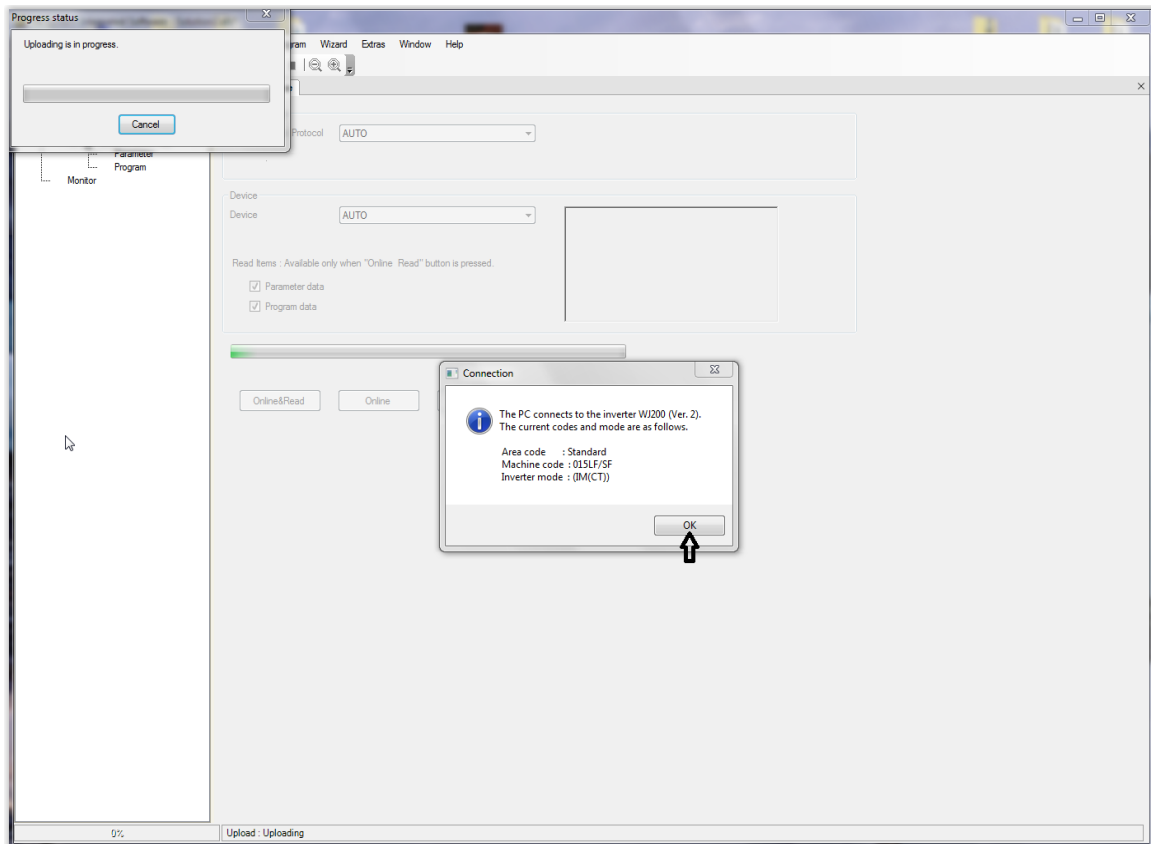 Progress status
Uploading is in progress.
Cancel
ram Wizard Extras Window Help
Protocol AUTO
Parameter
Program
Monitor
Device
Device AUTO
Read Items : Available only when "Online Read" button is pressed.
Parameter data
Program data
Connection
The PC connects to the inverter WJ200 (Ver. 2).
The current codes and mode are as follows.
Area code : Standard
Machine code : 015LF/SF
Inverter mode : (IM(CT))
OK
Online&Read Online
0% Upload : Uploading